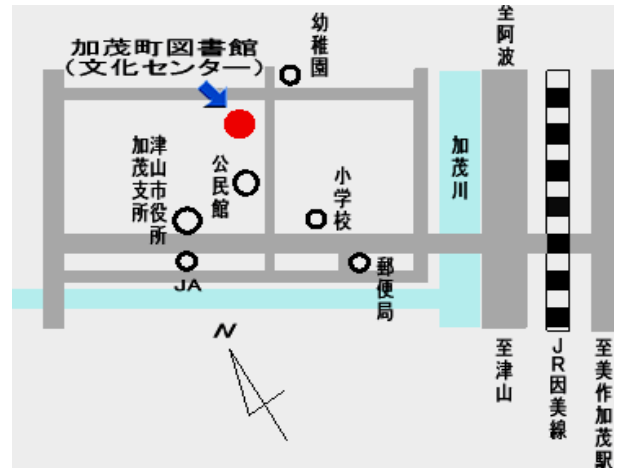 加茂町図書館
（文化センター）
幼稚園
至阿波
津山市役所
加茂支所
公民館
小学校
加茂川
JA
郵便局
N
至津山
JR因美線
至美作加茂駅